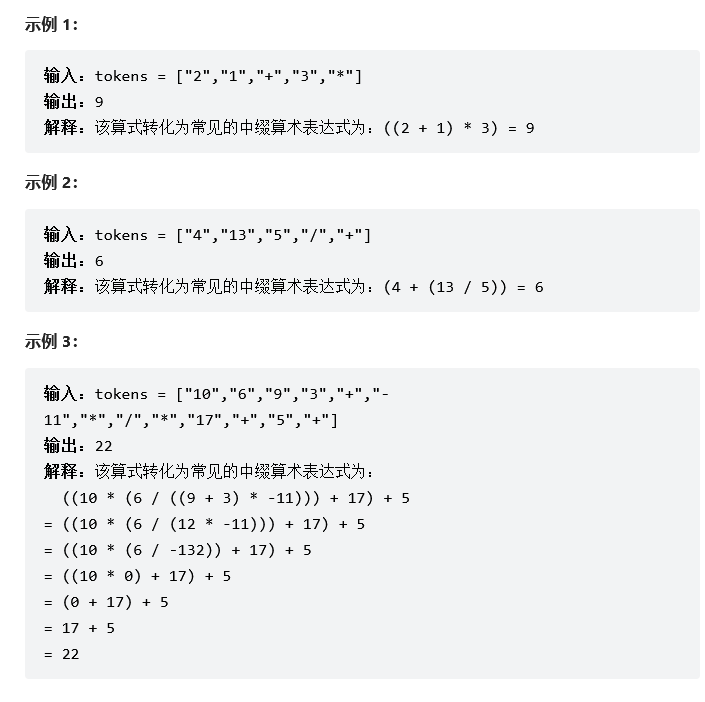 示例 1：
输入：tokens = ["2","1","+","3","*"]
输出：9
解释：该算式转化为常见的中缀算术表达式为：((2 + 1) * 3) = 9
示例 2：
输入：tokens = ["4","13","5","/","+"]
输出：6
解释：该算式转化为常见的中缀算术表达式为：(4 + (13 / 5)) = 6
示例 3：
输入：tokens = ["10","6","9","3","+","-
11","*","/","*","17","+","5","+"]
输出：22
解释：该算式转化为常见的中缀算术表达式为：
  ((10 * (6 / ((9 + 3) * -11))) + 17) + 5
= ((10 * (6 / (12 * -11))) + 17) + 5
= ((10 * (6 / -132)) + 17) + 5
= ((10 * 0) + 17) + 5
= (0 + 17) + 5
= 17 + 5
= 22